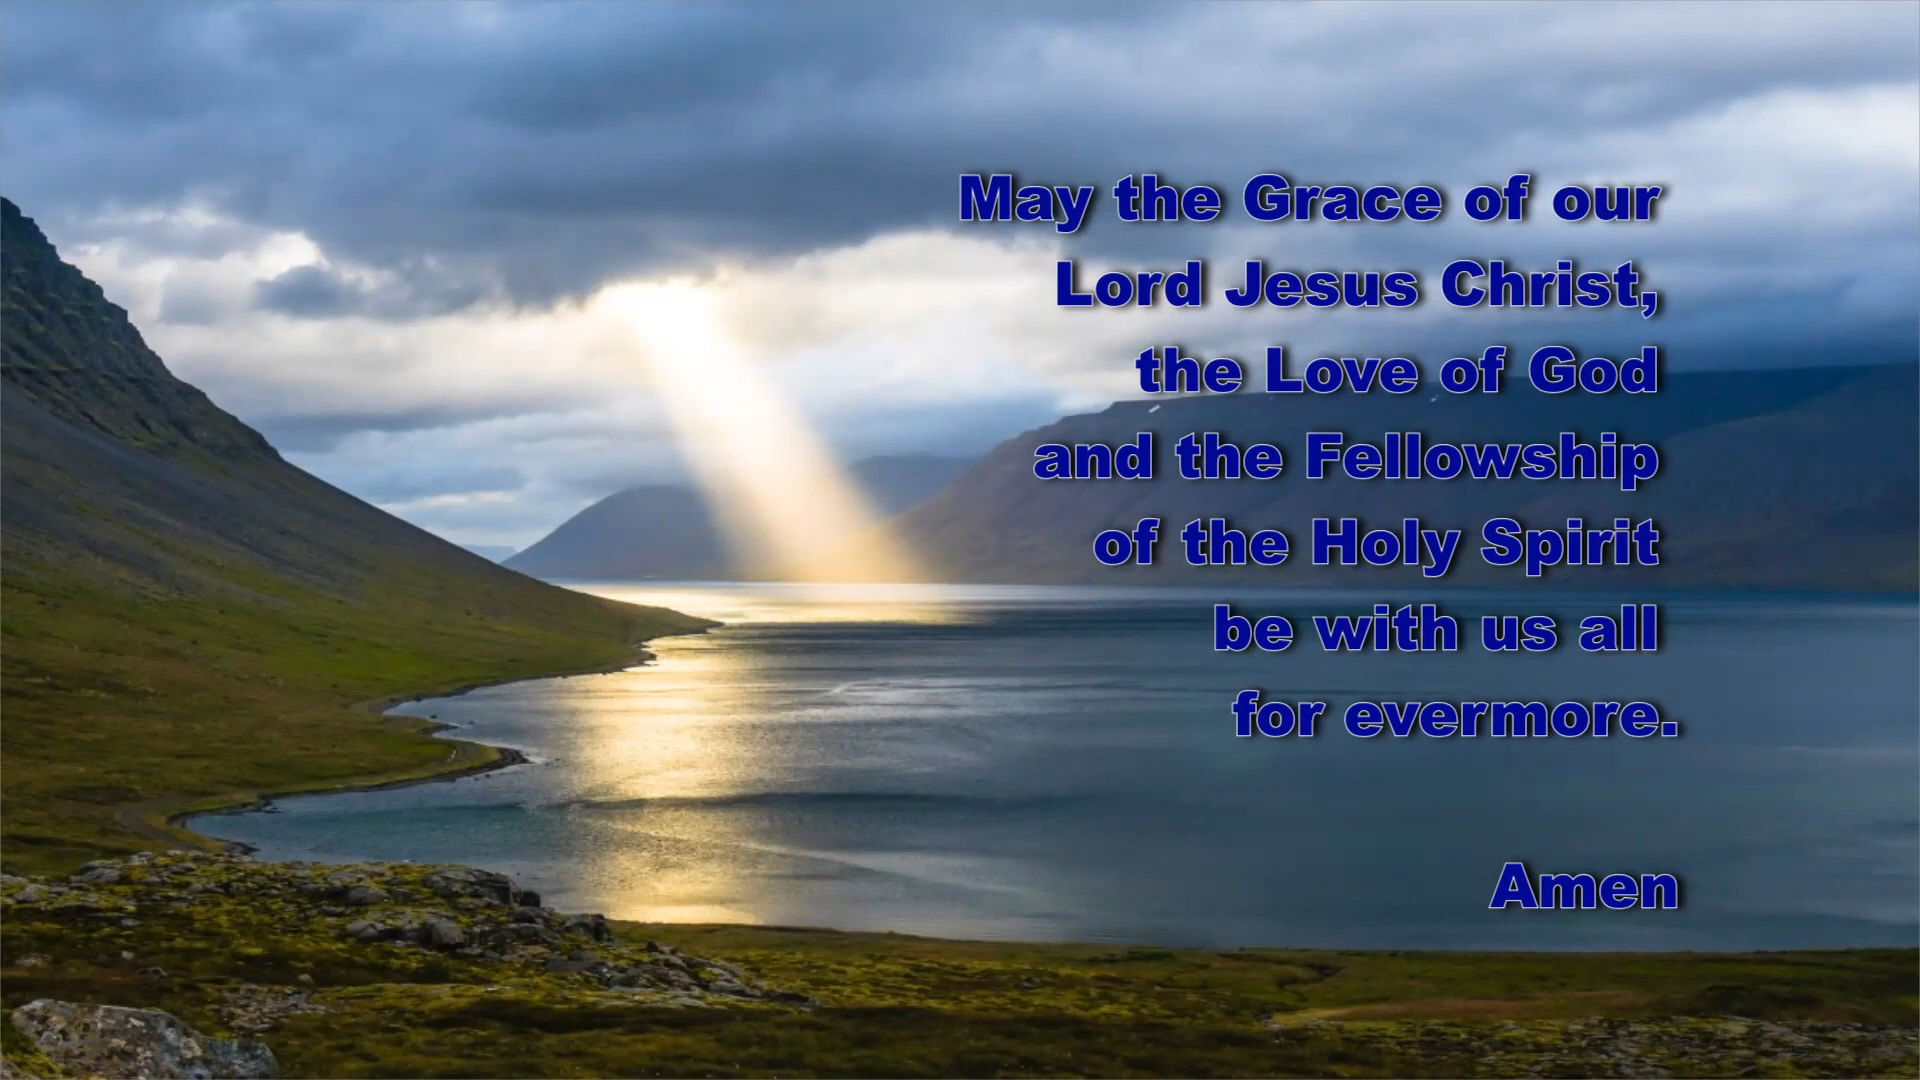 May the Grace of our
Lord Jesus Christ,
the Love of God
and the Fellowship
of the Holy Spirit
be with us all
for evermore.
Amen